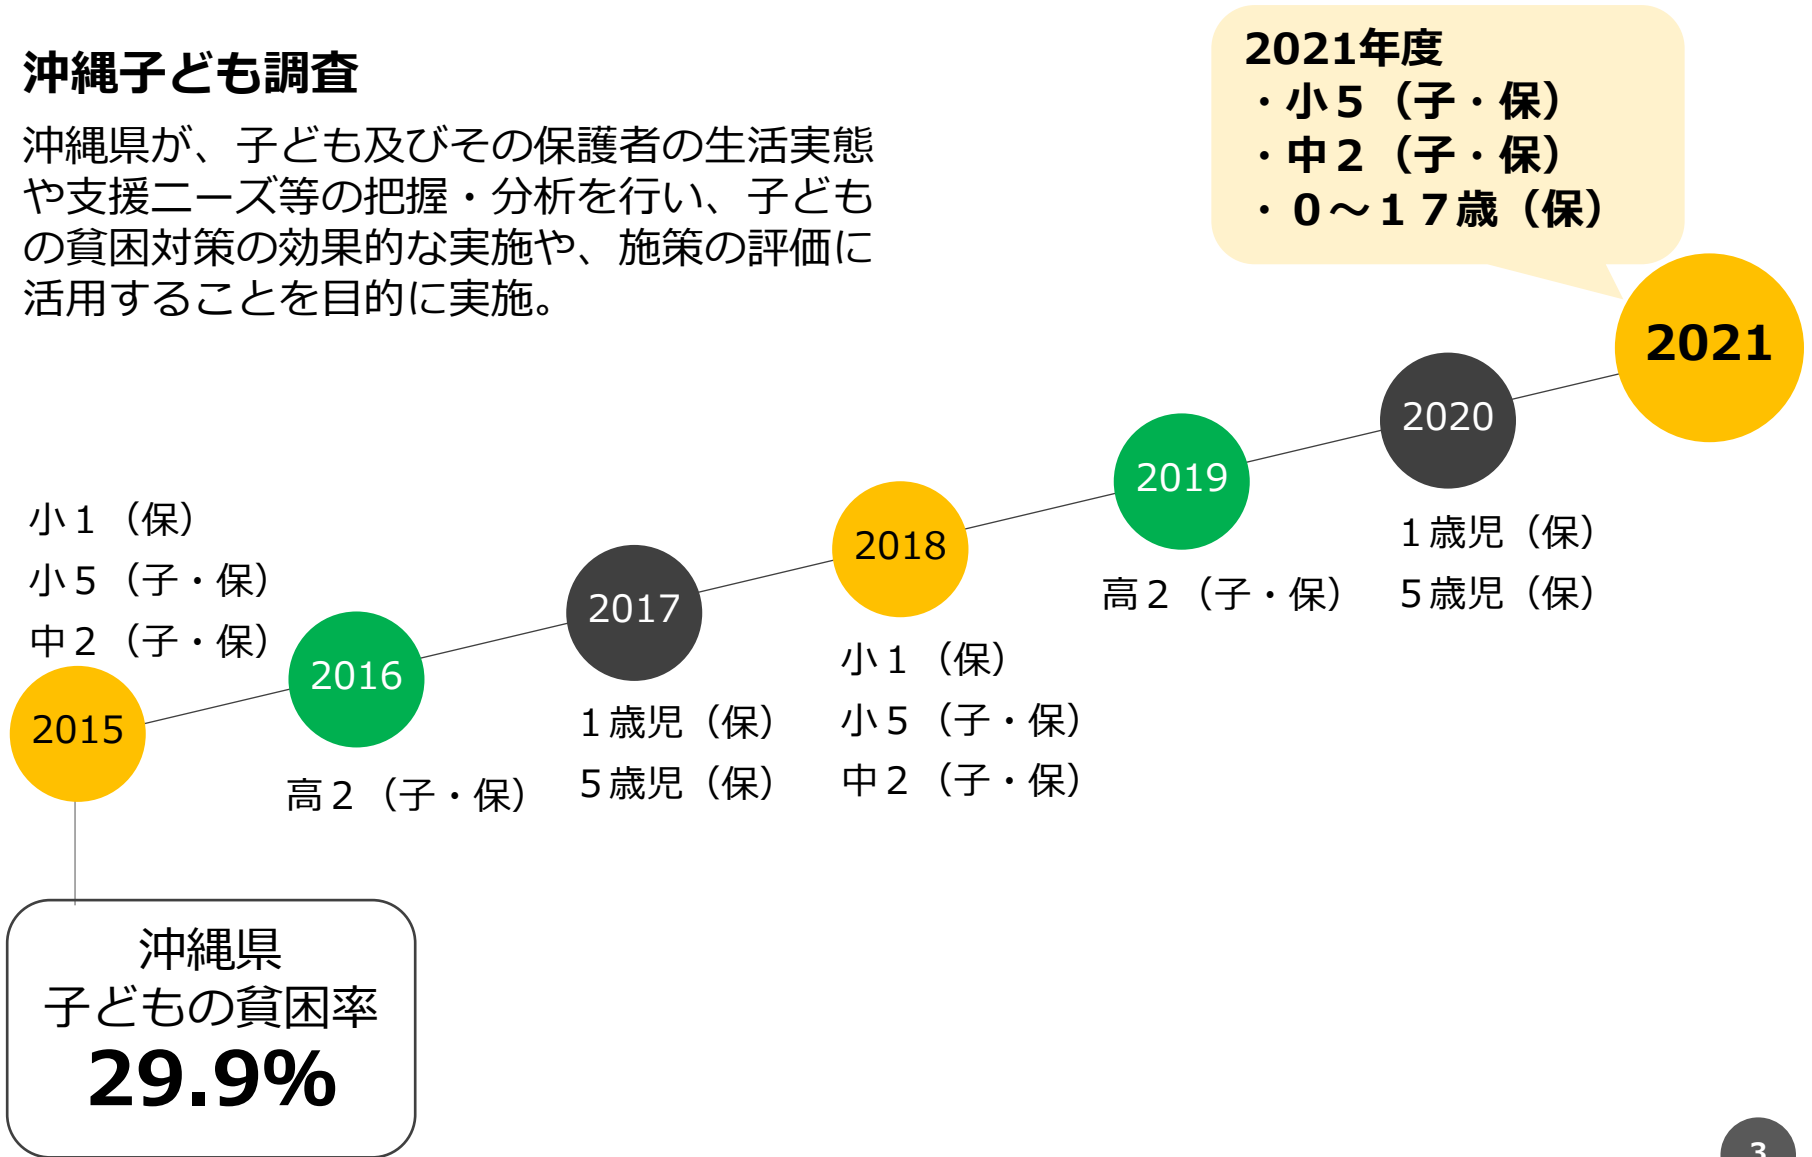 沖縄子ども調査
沖縄県が、子ども及びその保護者の生活実態
や支援ニーズ等の把握・分析を行い、子ども
の貧困対策の効果的な実施や、施策の評価に
活用することを目的に実施。
2021年度
・小５（子・保）
・中２（子・保）
・０～１７歳（保）
2021
2020
１歳児（保）
５歳児（保）
2019
高２（子・保）
2018
小１（保）
小５（子・保）
中２（子・保）
2017
１歳児（保）
５歳児（保）
2016
高２（子・保）
小１（保）
小５（子・保）
中２（子・保）
2015
沖縄県
子どもの貧困率
29.9%
3